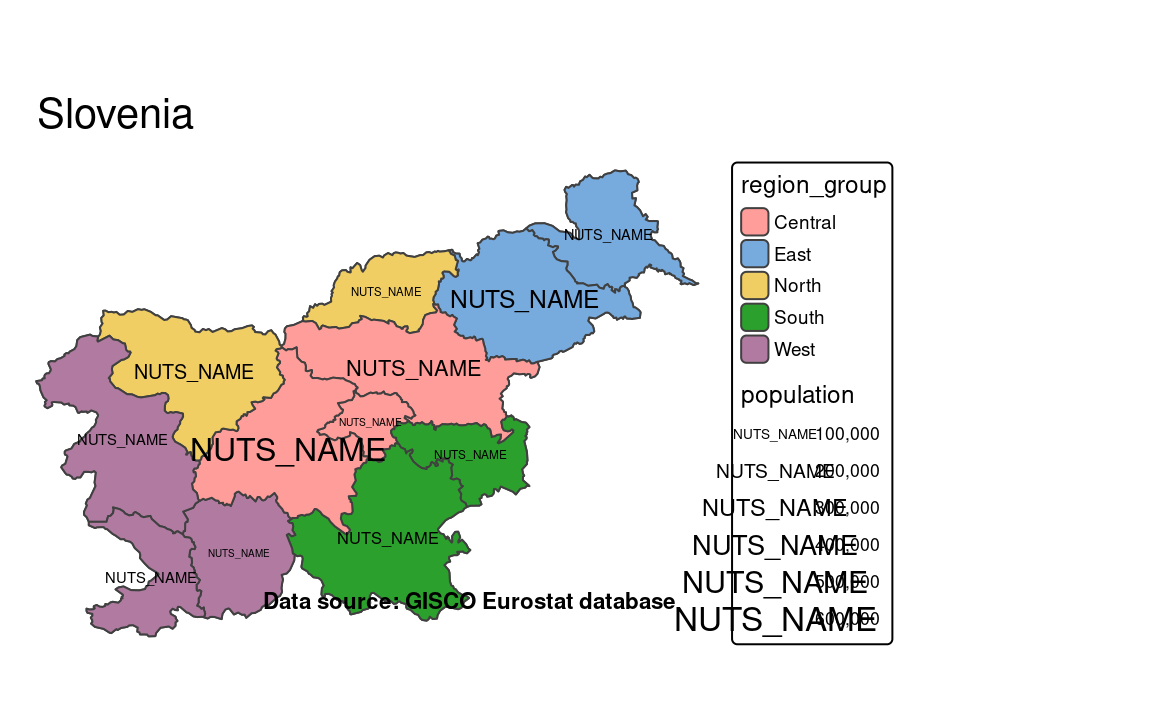 Slovenia
NUTS_NAME
NUTS_NAME
NUTS_NAME
NUTS_NAME
NUTS_NAME
NUTS_NAME
NUTS_NAME
NUTS_NAME
NUTS_NAME
NUTS_NAME
NUTS_NAME
NUTS_NAME
Data source: GISCO Eurostat database
region_group
Central
East
North
South
West
population
NUTS_NAME 100,000
NUTS_NAME 200,000
NUTS_NAME 300,000
NUTS_NAME 400,000
NUTS_NAME 500,000
NUTS_NAME 600,000